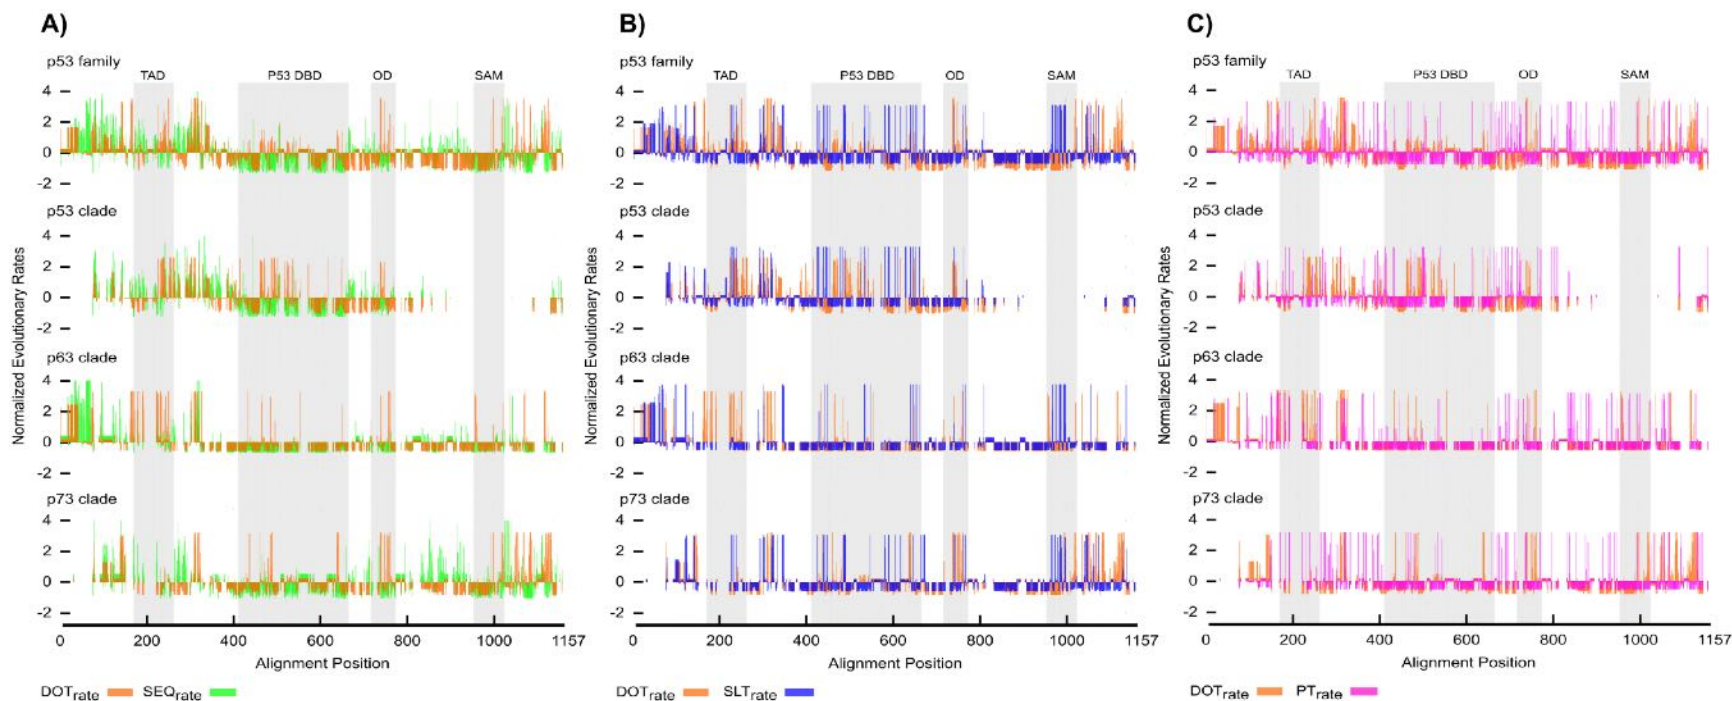 A)
p53 family
TAD P53 DBD OD SAM
4
2
0
-2
p53 clade
4
2
0
-2
p63 clade
4
2
0
-2
p73 clade
4
2
0
-2
Normalized Evolutionary Rates
0 200 400 600 800 1000 1157
Alignment Position
DOTrate SEQrate
B)
p53 family
TAD P53 DBD OD SAM
4
2
0
-2
p53 clade
4
2
0
-2
p63 clade
4
2
0
-2
p73 clade
4
2
0
-2
Normalized Evolutionary Rates
0 200 400 600 800 1000 1157
Alignment Position
DOTrate SLTrate
C)
p53 family
TAD P53 DBD OD SAM
4
2
0
-2
p53 clade
4
2
0
-2
p63 clade
4
2
0
-2
p73 clade
4
2
0
-2
Normalized Evolutionary Rates
0 200 400 600 800 1000 1157
Alignment Position
DOTrate PTrate